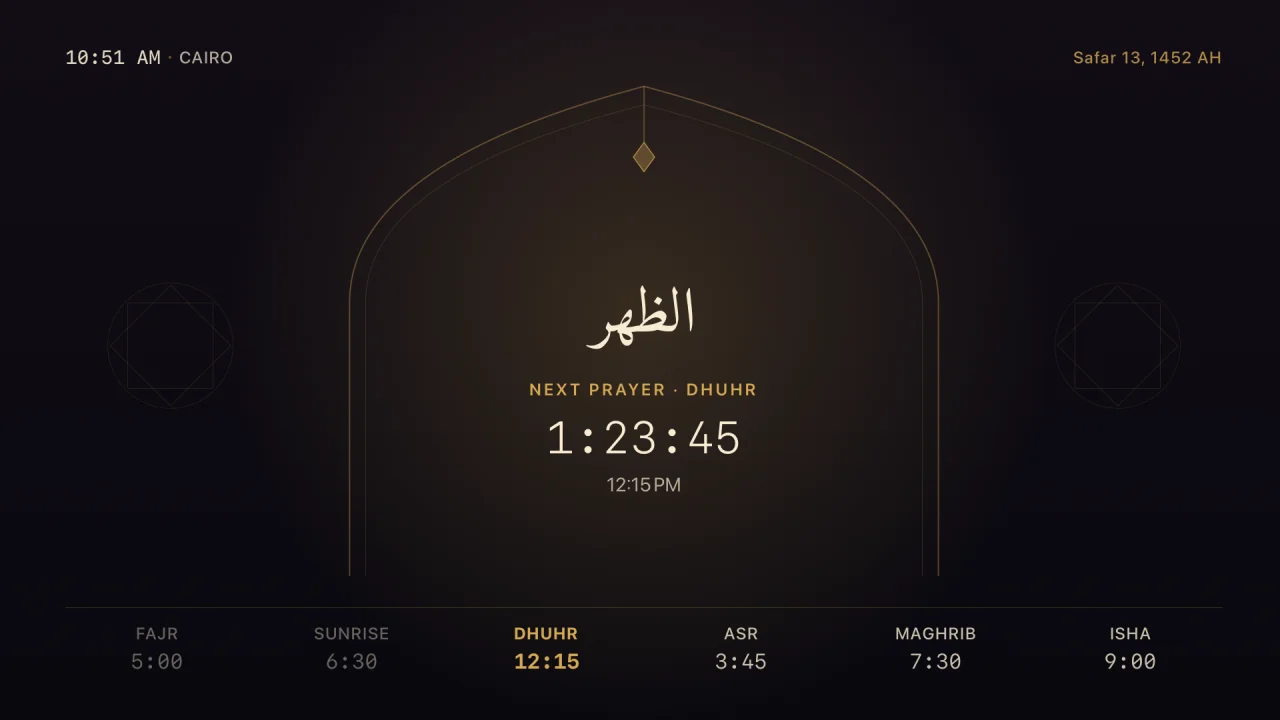 10:51 AM · CAIRO
Safar 13, 1452 AH
الظهر
NEXT PRAYER · DHUHR
1:23:45
12:15 PM
FAJR SUNRISE DHUHR ASR MAGHRIB ISHA
5:00 6:30 12:15 3:45 7:30 9:00